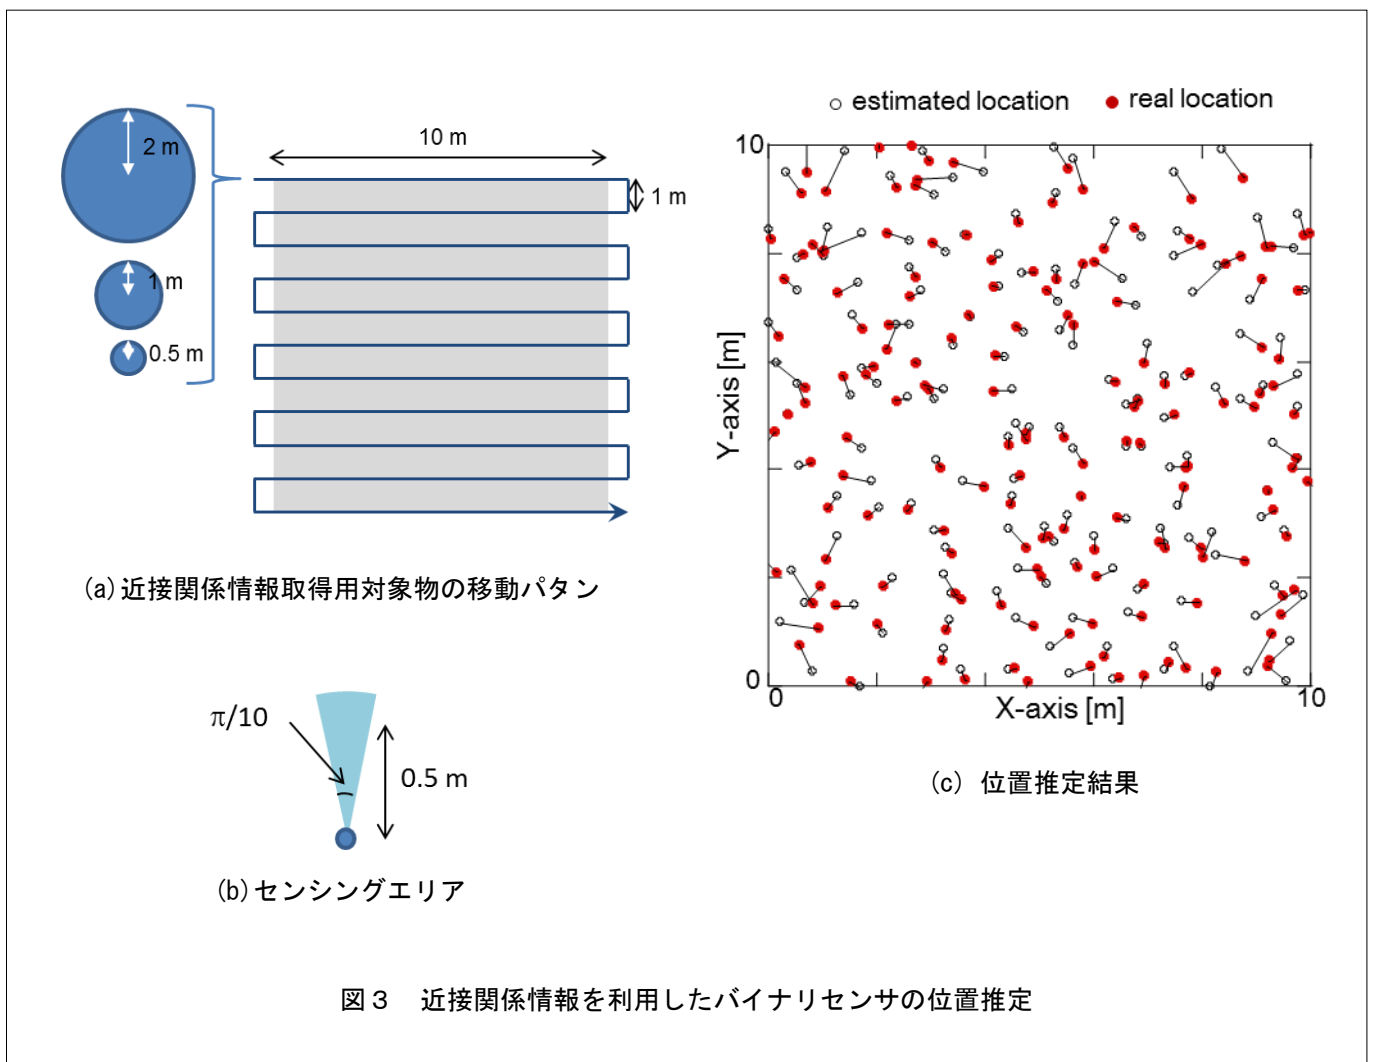 2 m
1 m
0.5 m
10 m
1 m
(a)近接関係情報取得用対象物の移動パタン
π/10
0.5 m
(b)センシングエリア
estimated location
real location
10
Y-axis [m]
0
0
X-axis [m]
10
(c) 位置推定結果
図３　近接関係情報を利用したバイナリセンサの位置推定